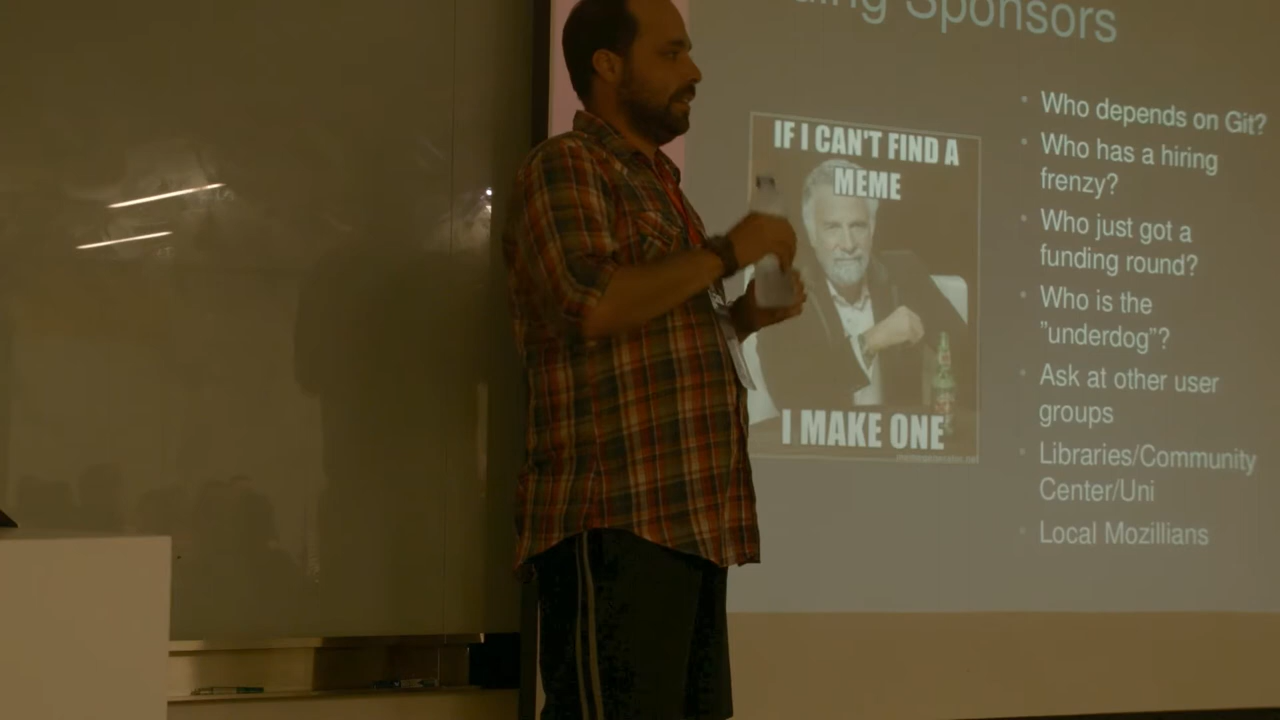 Sponsors
IF I CAN'T FIND A
MEME
I MAKE ONE
• Who depends on Git?
• Who has a hiring
frenzy?
• Who just got a
funding round?
• Who is the
"underdog"?
• Ask at other user
groups
• Libraries/Community
Center/Uni
• Local Mozillians